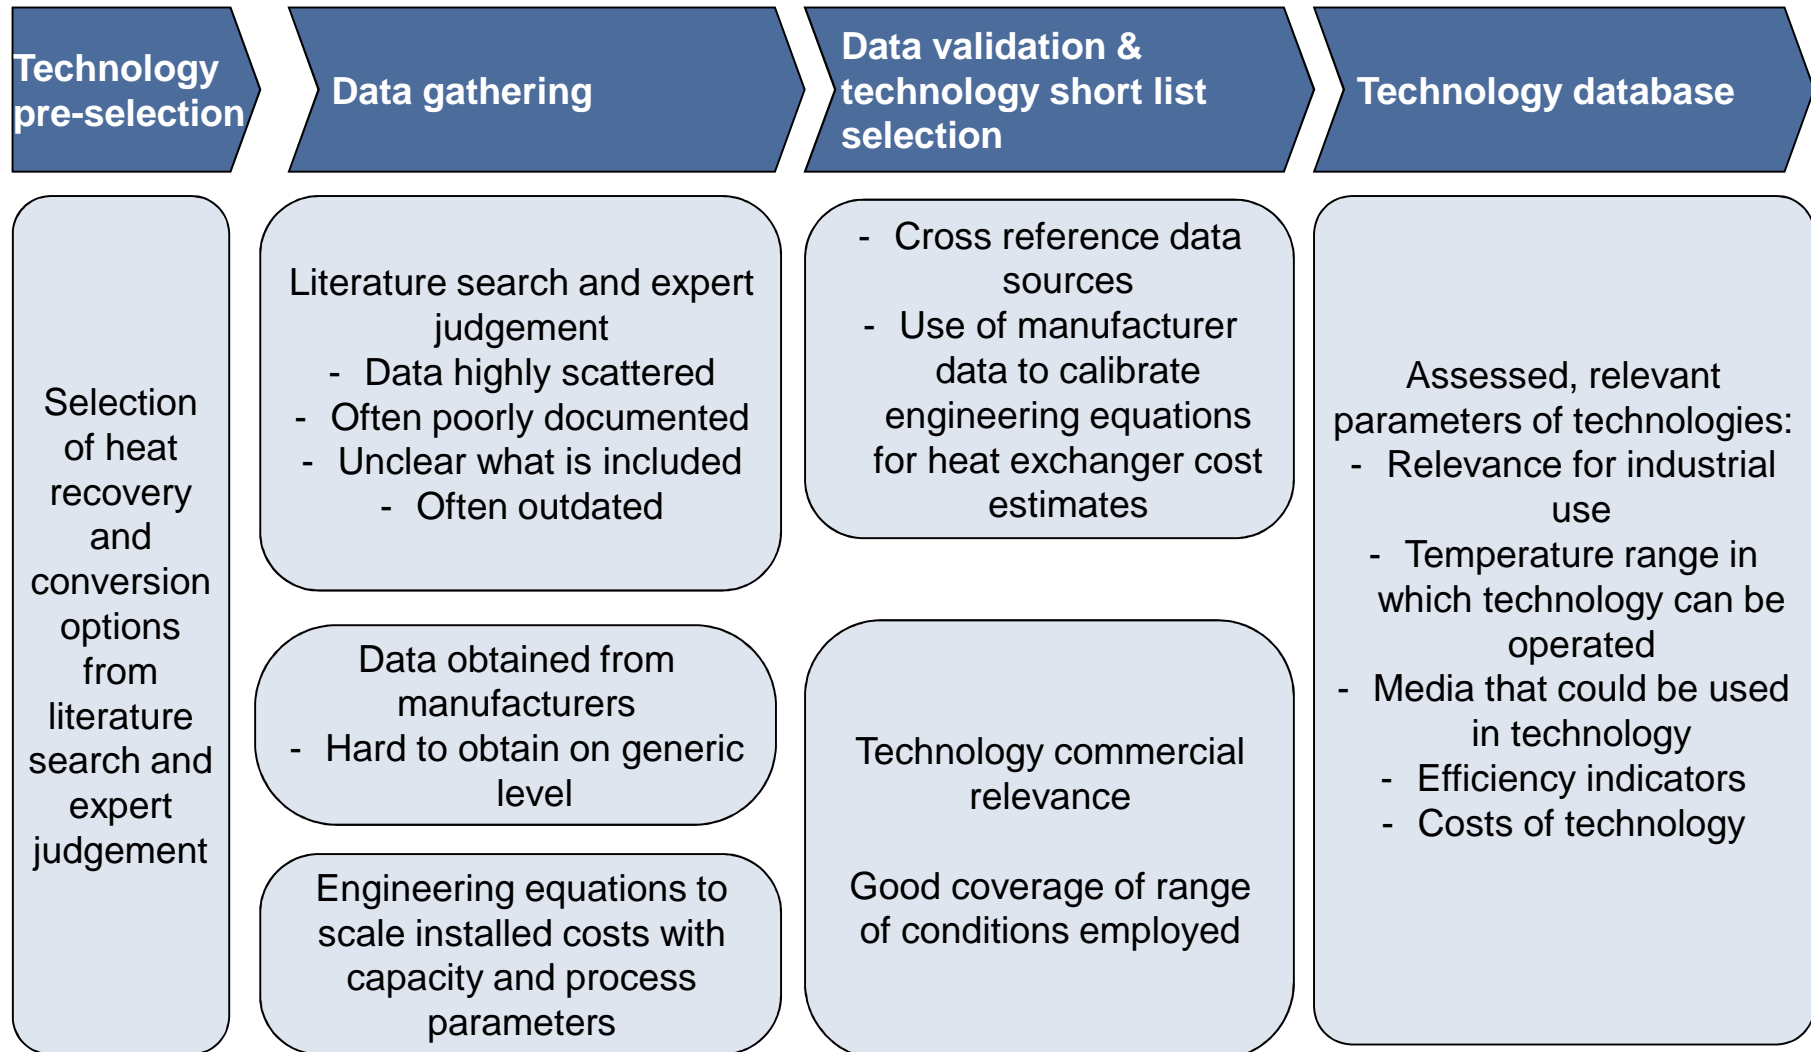 Technology
pre-selection
Data gathering
Data validation &
technology short list
selection
Technology database
Selection
of heat
recovery
and
conversion
options
from
literature
search and
expert
judgement
Literature search and expert
judgement
- Data highly scattered
- Often poorly documented
- Unclear what is included
- Often outdated
Data obtained from
manufacturers
- Hard to obtain on generic
level
Engineering equations to
scale installed costs with
capacity and process
parameters
- Cross reference data
sources
- Use of manufacturer
data to calibrate
engineering equations
for heat exchanger cost
estimates
Technology commercial
relevance
Good coverage of range
of conditions employed
Assessed, relevant
parameters of technologies:
- Relevance for industrial
use
- Temperature range in
which technology can be
operated
- Media that could be used
in technology
- Efficiency indicators
- Costs of technology